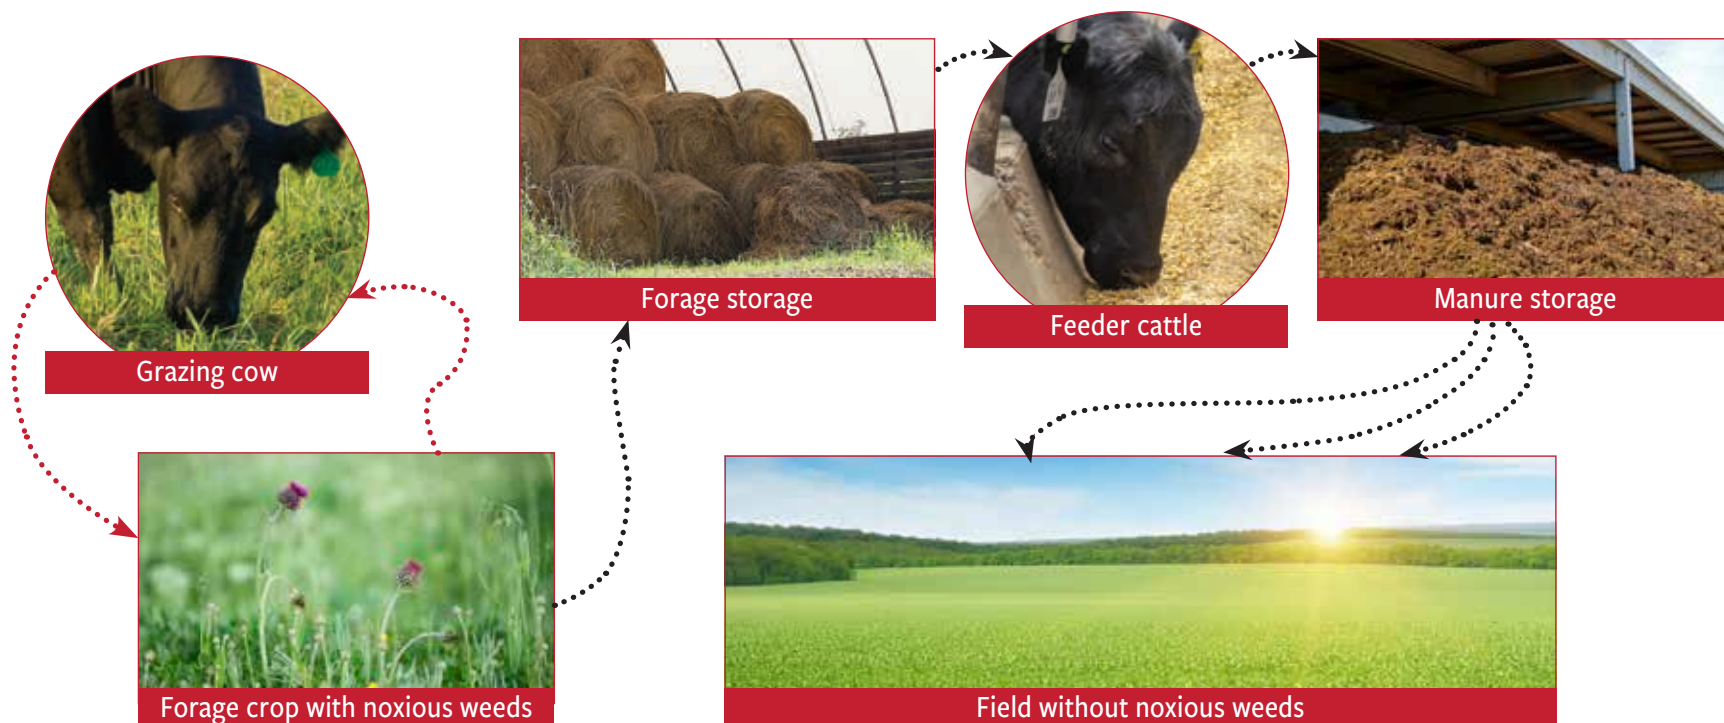 Forage storage
Feeder cattle
Manure storage
Grazing cow
Forage crop with noxious weeds
Field without noxious weeds